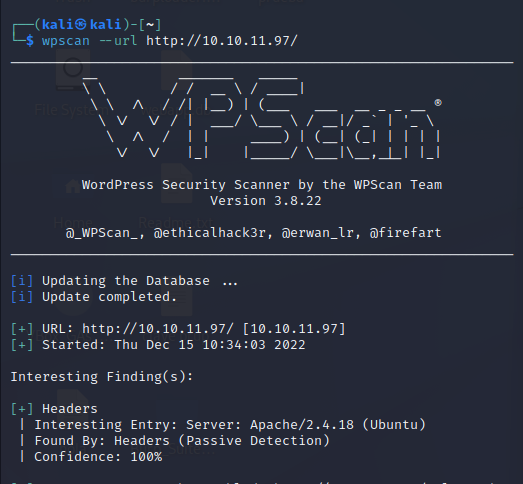 ┌──(kali㉿kali)-[~]
└─$ wpscan --url http://10.10.11.97/
WPScan ®
WordPress Security Scanner by the WPScan Team
Version 3.8.22
@_WPScan_, @ethicalhack3r, @erwan_lr, @firefart
[i] Updating the Database ...
[i] Update completed.
[+] URL: http://10.10.11.97/ [10.10.11.97]
[+] Started: Thu Dec 15 10:34:03 2022
Interesting Finding(s):
[+] Headers
| Interesting Entry: Server: Apache/2.4.18 (Ubuntu)
| Found By: Headers (Passive Detection)
| Confidence: 100%